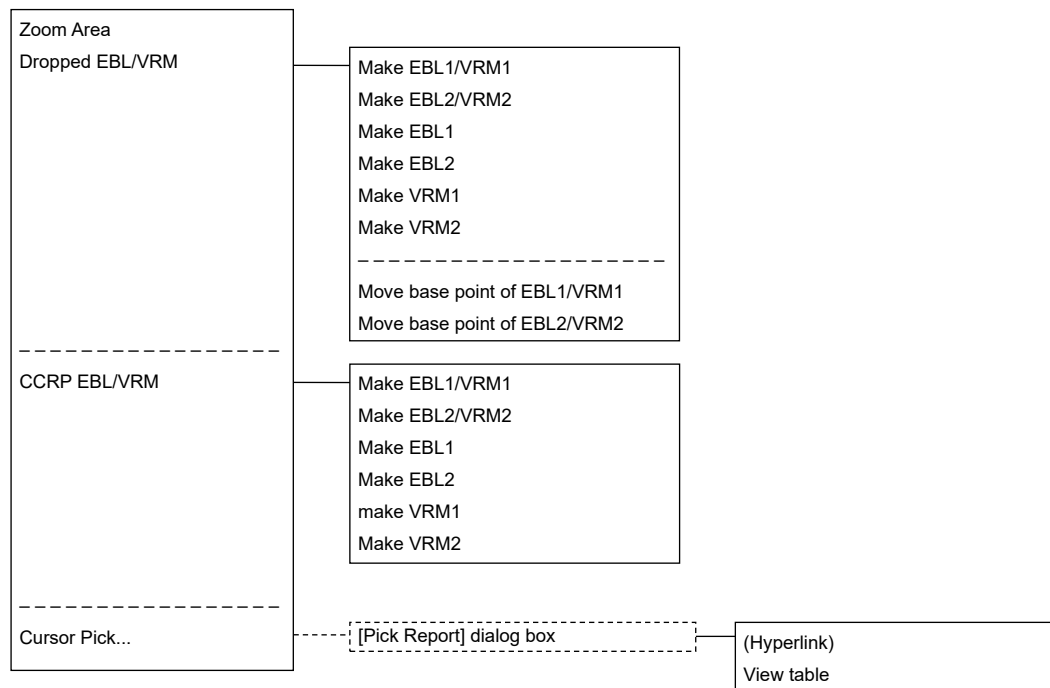 Zoom Area
Dropped EBL/VRM
Make EBL1/VRM1
Make EBL2/VRM2
Make EBL1
Make EBL2
Make VRM1
Make VRM2
Move base point of EBL1/VRM1
Move base point of EBL2/VRM2
CCRP EBL/VRM
Make EBL1/VRM1
Make EBL2/VRM2
Make EBL1
Make EBL2
make VRM1
Make VRM2
Cursor Pick...
[Pick Report] dialog box
(Hyperlink)
View table